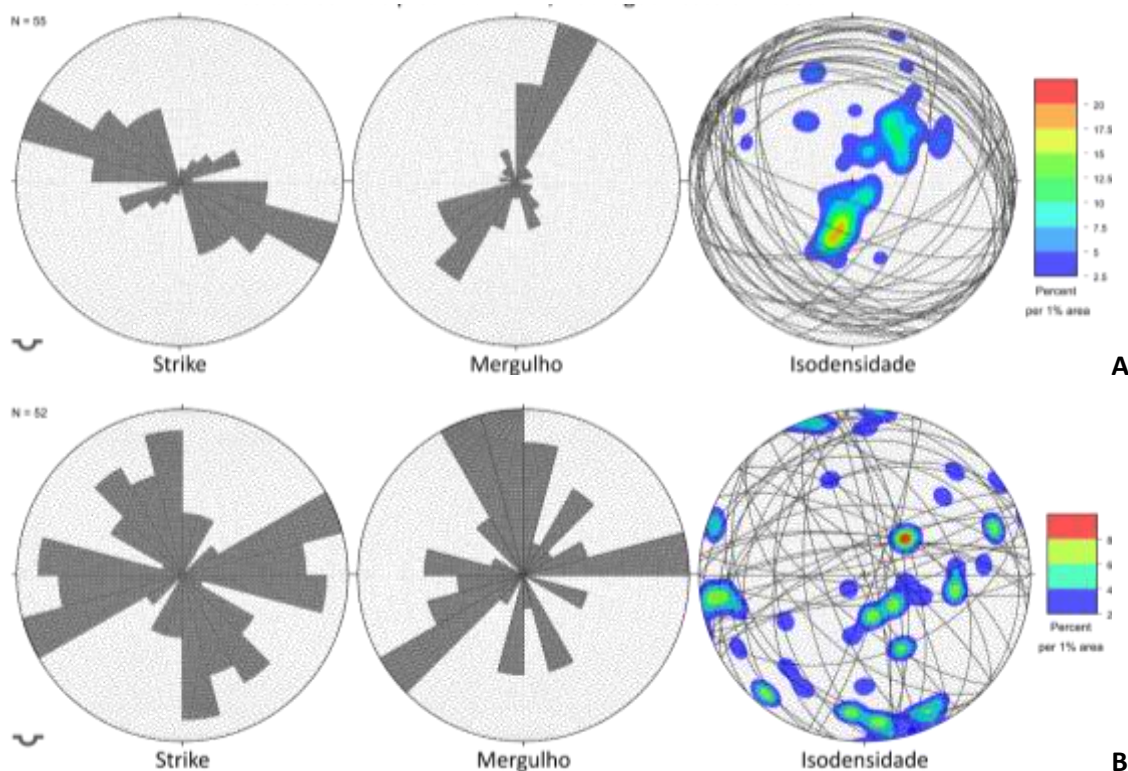 N = 55
20
17.5
15
12.5
10
7.5
5
2.5
Percent
per 1% area
Strike
Mergulho
Isodensidade
A
N = 52
8
6
4
2
Percent
per 1% area
Strike
Mergulho
Isodensidade
B